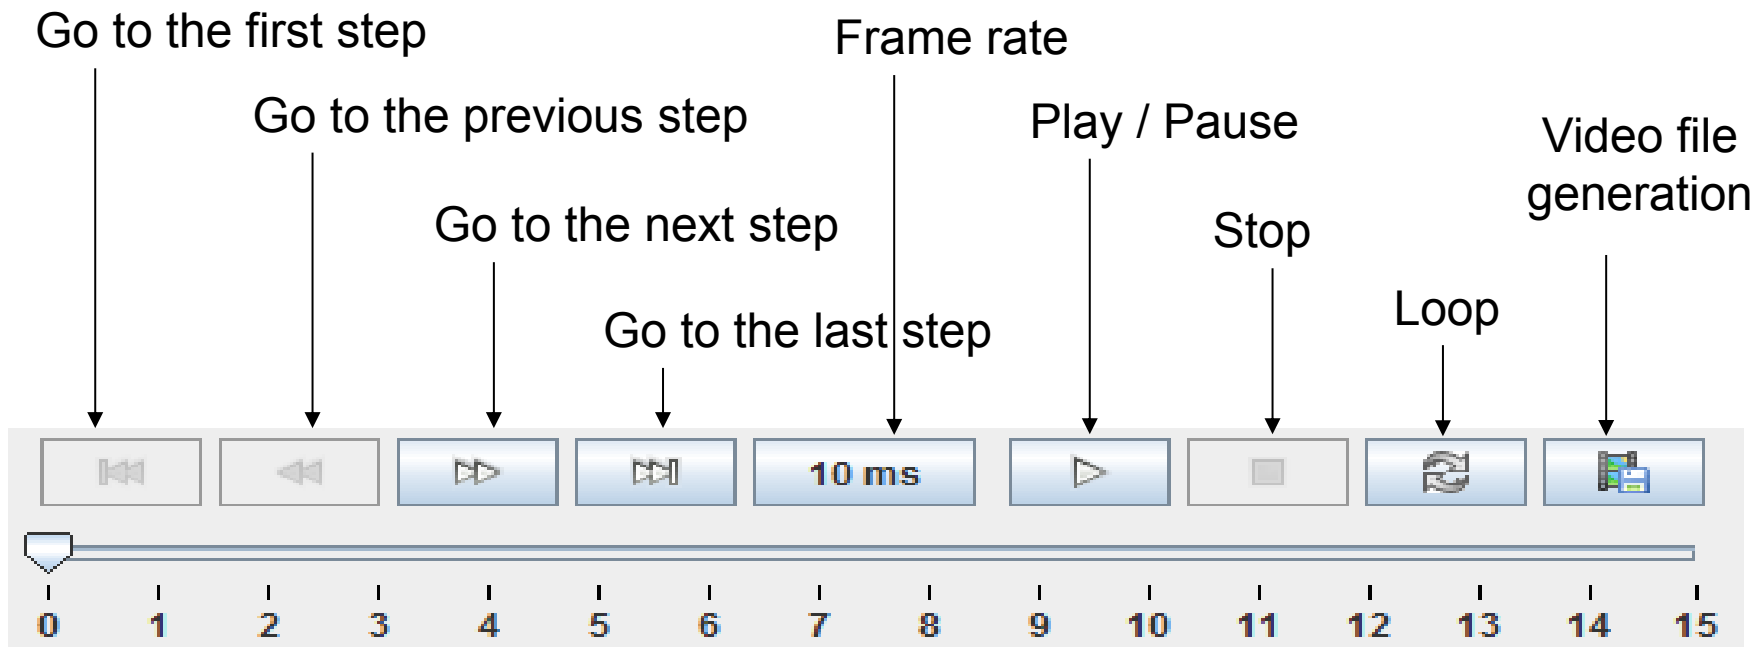 Go to the first step
Frame rate
Go to the previous step
Play / Pause
Video file
generation
Go to the next step
Stop
Loop
Go to the last step
10 ms
0 1 2 3 4 5 6 7 8 9 10 11 12 13 14 15